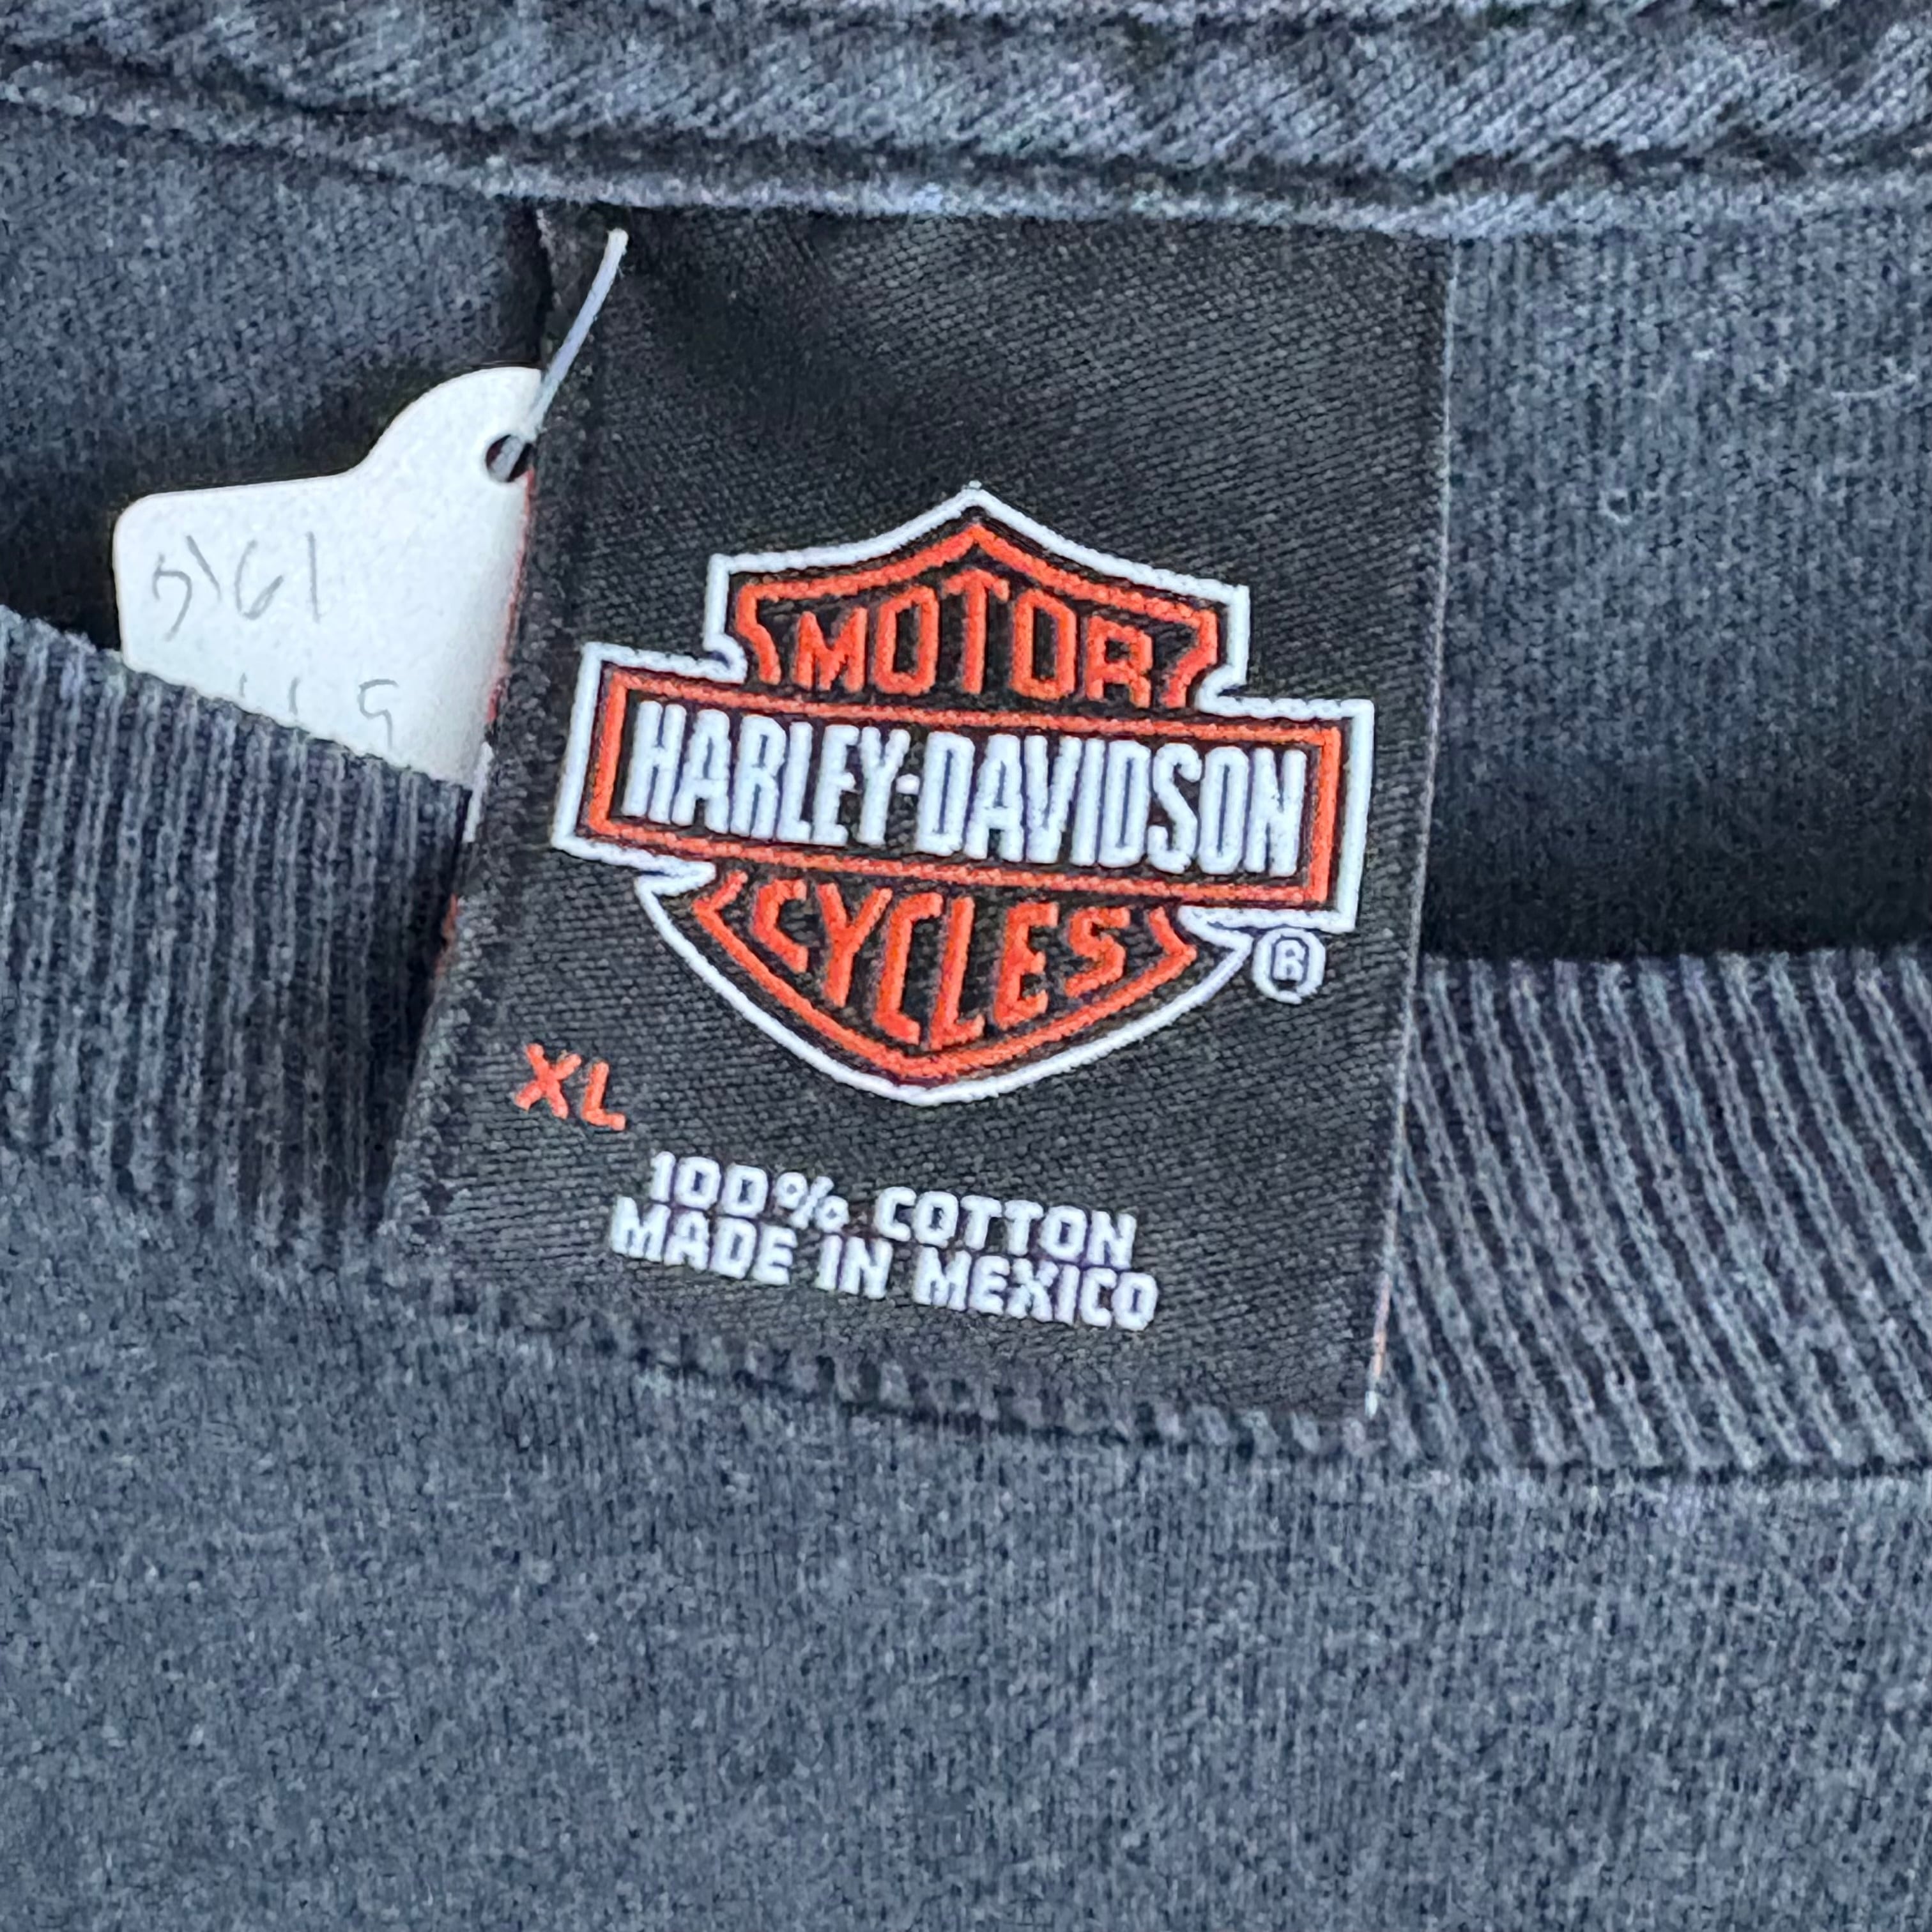 MOTOR
HARLEY-DAVIDSON
CYCLES
®
XL
100% COTTON
MADE IN MEXICO